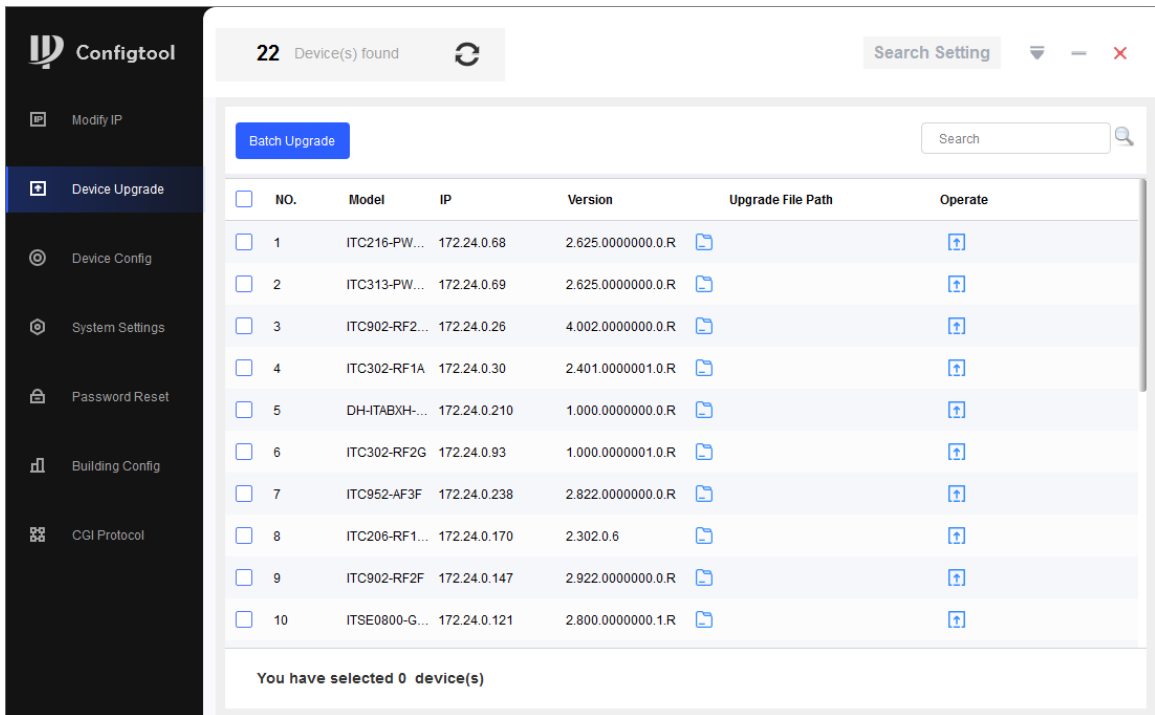 Configtool
22 Device(s) found
Search Setting
Modify IP
Device Upgrade
Device Config
System Settings
Password Reset
Building Config
CGI Protocol
Batch Upgrade
Search
NO. Model IP Version Upgrade File Path Operate
1 ITC216-PW... 172.24.0.68 2.625.0000000.0.R
2 ITC313-PW... 172.24.0.69 2.625.0000000.0.R
3 ITC902-RF2... 172.24.0.26 4.002.0000000.0.R
4 ITC302-RF1A 172.24.0.30 2.401.0000001.0.R
5 DH-ITABXH-... 172.24.0.210 1.000.0000000.0.R
6 ITC302-RF2G 172.24.0.93 1.000.0000001.0.R
7 ITC952-AF3F 172.24.0.238 2.822.0000000.0.R
8 ITC206-RF1... 172.24.0.170 2.302.0.6
9 ITC902-RF2F 172.24.0.147 2.922.0000000.0.R
10 ITSE0800-G... 172.24.0.121 2.800.0000000.1.R
You have selected 0 device(s)